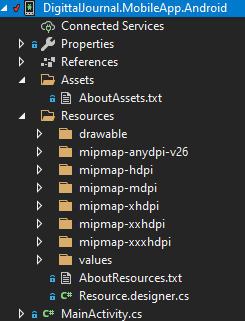 DigittalJournal.MobileApp.Android
Connected Services
Properties
References
Assets
AboutAssets.txt
Resources
drawable
mipmap-anydpi-v26
mipmap-hdpi
mipmap-mdpi
mipmap-xhdpi
mipmap-xxhdpi
mipmap-xxxhdpi
values
AboutResources.txt
C# Resource.designer.cs
C# MainActivity.cs